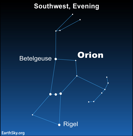 Southwest, Evening
Betelgeuse
Orion
Rigel
EarthSky.org